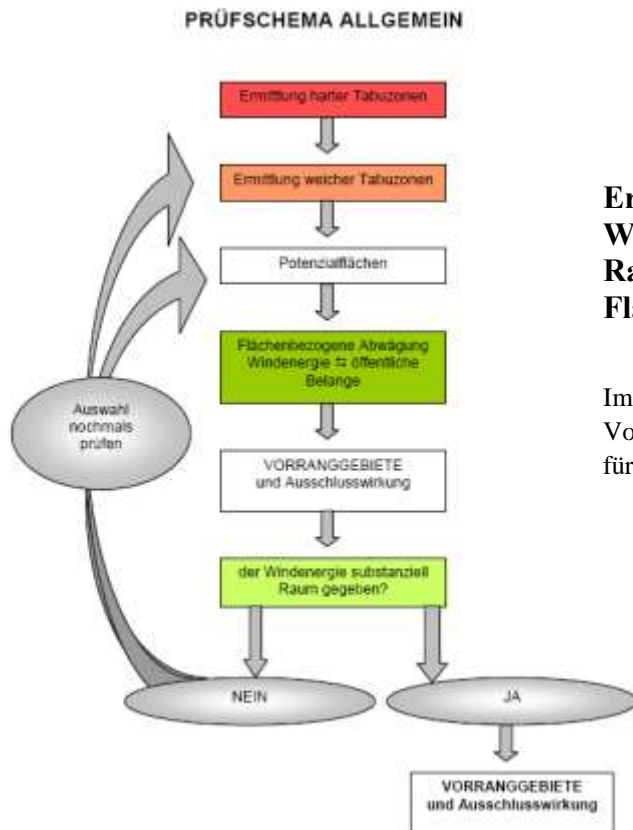 PRÜFSCHEMA ALLGEMEIN
Ermittlung harter Tabuzonen
Ermittlung weicher Tabuzonen
Potenzialflächen
Flächenbezogene Abwägung
Windenergie ⇆ öffentliche
Belange
Auswahl
nochmals
prüfen
VORRANGGEBIETE
und Ausschlusswirkung
der Windenergie substanziell
Raum gegeben?
NEIN
JA
VORRANGGEBIETE
und Ausschlusswirkung
Er
W
Ra
Fl
Im
Vo
für